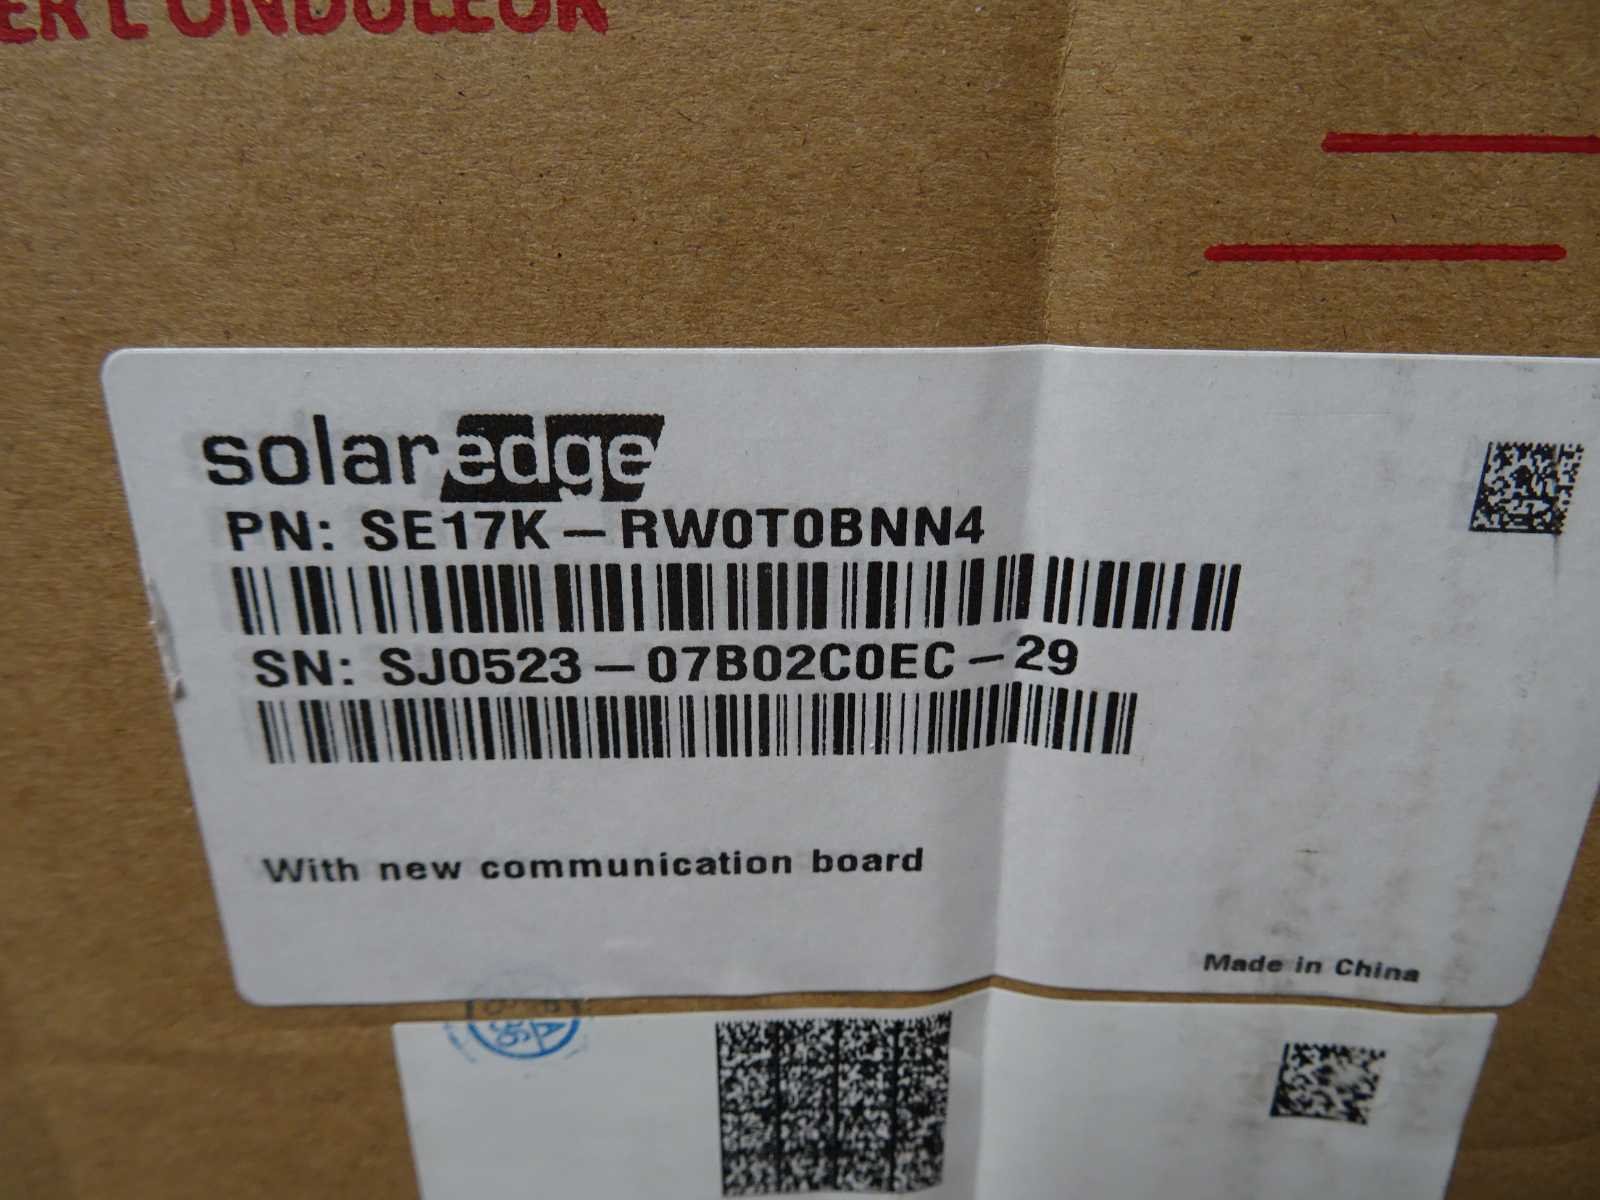 ER L'ONDULEUR
solaredge
PN: SE17K-RW0T0BNN4
SN: SJ0523-07B02C0EC-29
With new communication board
Made in China